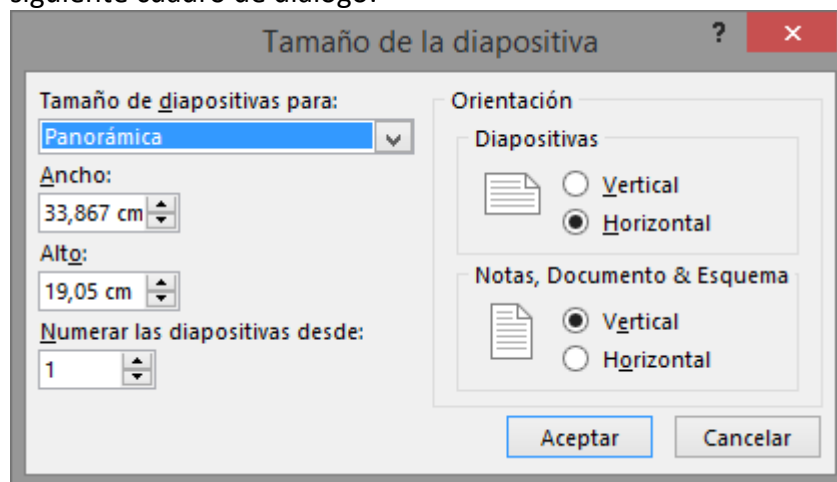 siguiente cuadro de diálogo:
Tamaño de la diapositiva
?
Tamaño de diapositivas para:
Panorámica
Ancho:
33,867 cm
Alto:
19,05 cm
Numerar las diapositivas desde:
1
Orientación
Diapositivas
Vertical
Horizontal
Notas, Documento & Esquema
Vertical
Horizontal
Aceptar
Cancelar